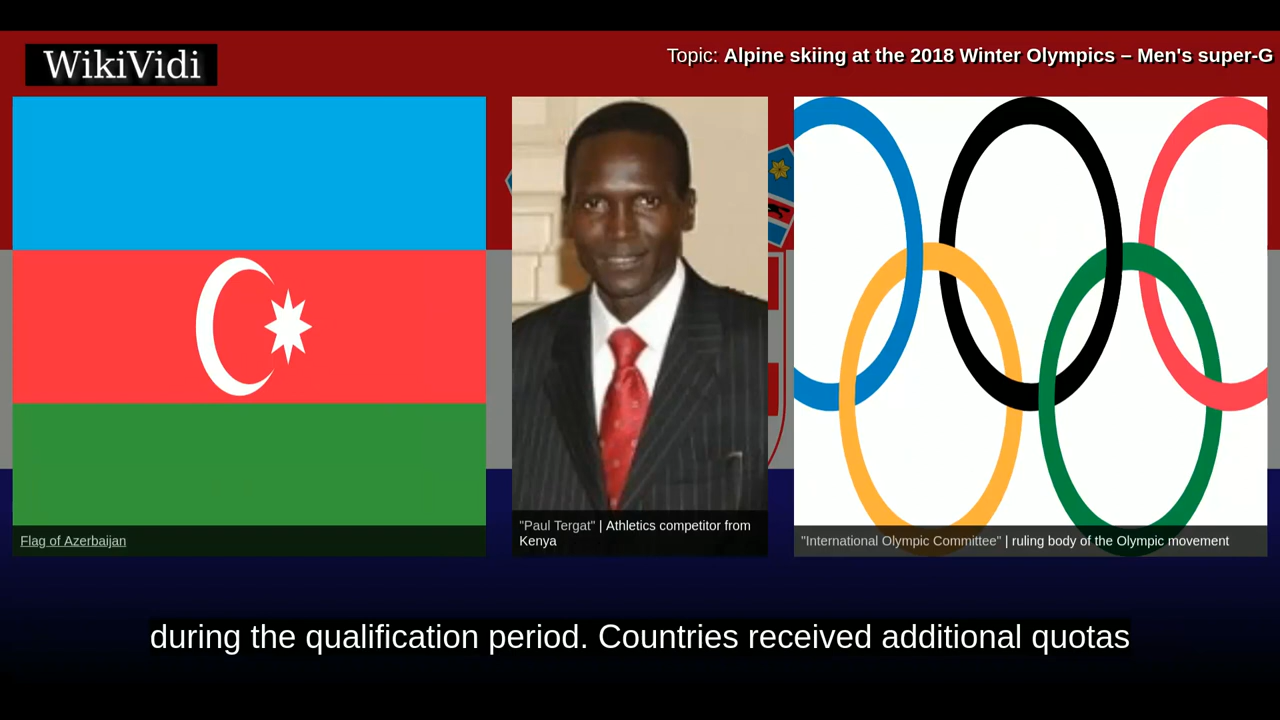 WikiVidi
Topic: Alpine skiing at the 2018 Winter Olympics – Men's super-G
Flag of Azerbaijan
"Paul Tergat" | Athletics competitor from
Kenya
"International Olympic Committee" | ruling body of the Olympic movement
during the qualification period. Countries received additional quotas